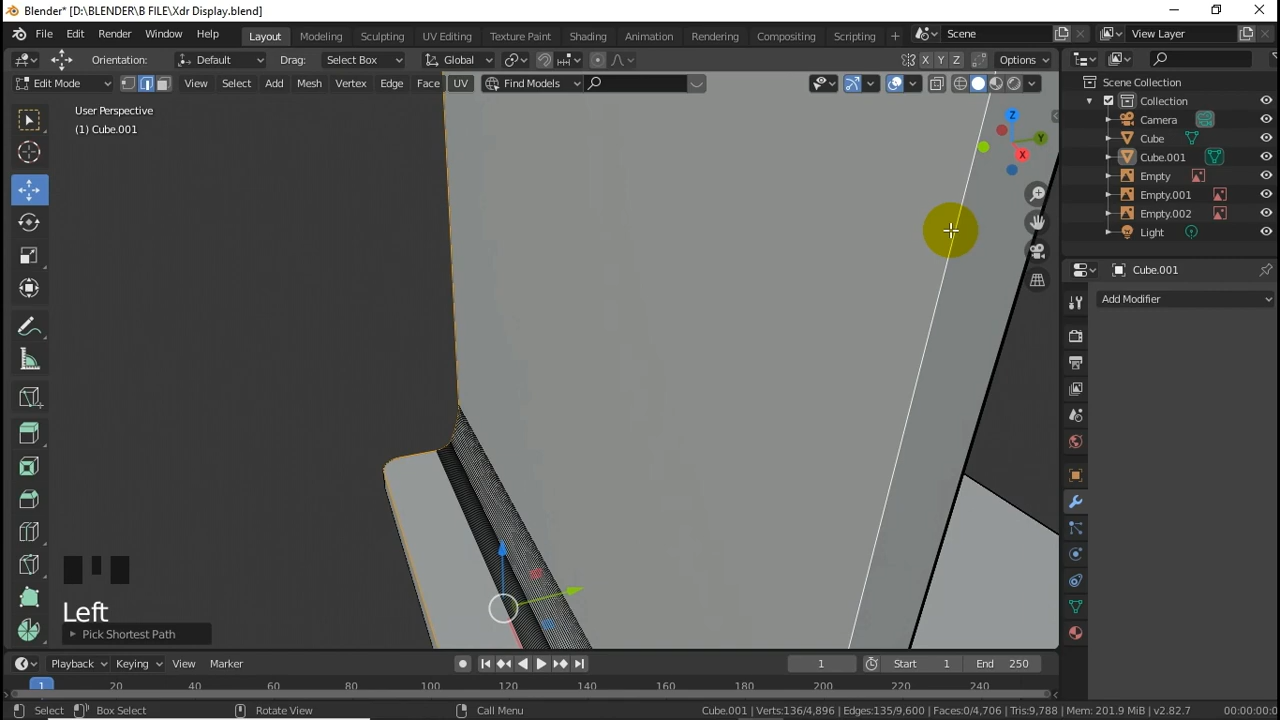 Blender* [D:\BLENDER\B FILE\Xdr Display.blend]
File Edit Render Window Help Layout Modeling Sculpting UV Editing Texture Paint Shading Animation Rendering Compositing Scripting + Scene View Layer
Orientation: Default Drag: Select Box Global X Y Z Options
Edit Mode View Select Add Mesh Vertex Edge Face UV Find Models
User Perspective
(1) Cube.001
Z
Y
X
Scene Collection
Collection
Camera
Cube
Cube.001
Empty
Empty.001
Empty.002
Light
Cube.001
Add Modifier
Left
Pick Shortest Path
Playback Keying View Marker 1 Start 1 End 250
1 20 40 60 80 100 120 140 160 180 200 220 240
Select Box Select Rotate View Call Menu Cube.001 | Verts:136/4,896 | Edges:135/9,600 | Faces:0/4,706 | Tris:9,788 | Mem: 201.9 MiB | v2.82.7 00:00:00:0